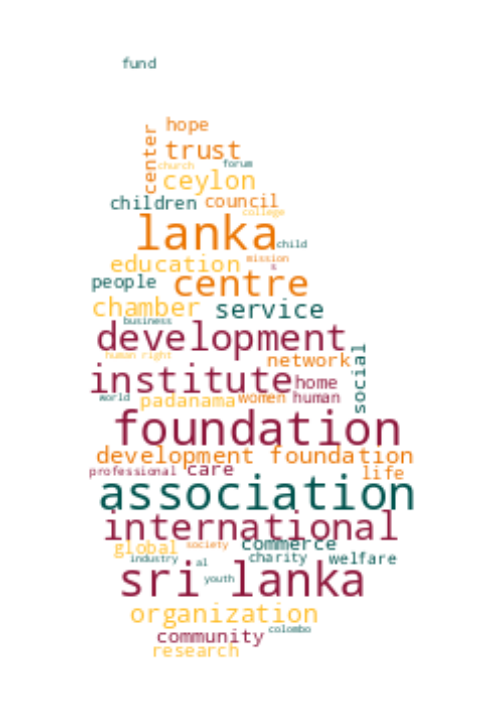 fund
hope
center
trust
forum
church
ceylon
children council
college
lanka
child
education mission
s
people centre
chamber service
business
development
human right
network
social
institute home
world padanama women human
foundation
development foundation
professional care life
association
international
global society commerce
industry al charity welfare
sri lanka
youth
organization
community colombo
research